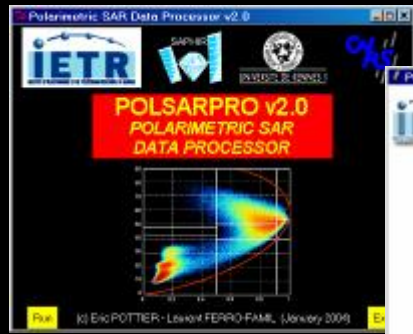 Polarimetric SAR Data Processor v2.0
IETR
SAPHIR
UNIVERSITE DE RENNES 1
CNRS
POLSARPRO v2.0
POLARIMETRIC SAR
DATA PROCESSOR
Run
(c) Eric POTTIER - Laurent FERRO-FAMIL (January 2004)